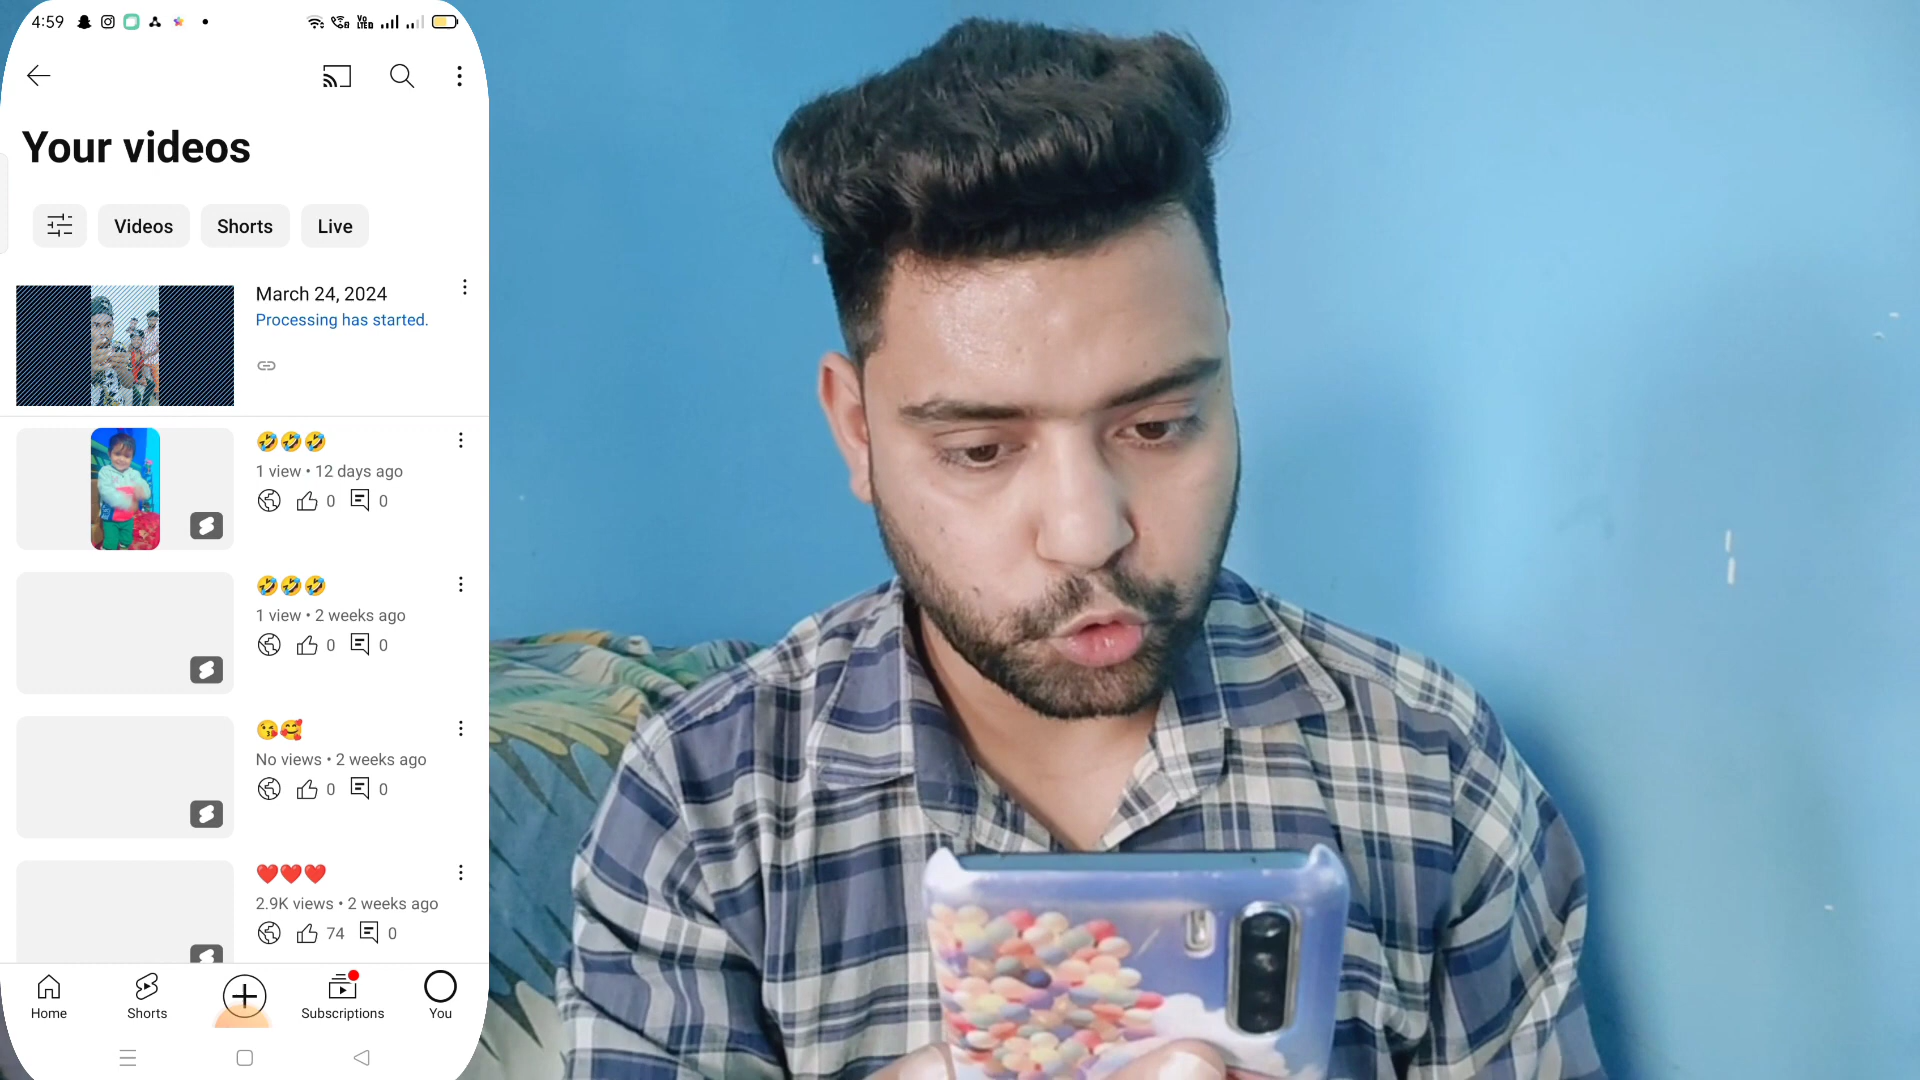 4:59
Your videos
Videos Shorts Live
March 24, 2024
Processing has started.
🤣🤣🤣
1 view • 12 days ago
0 0
🤣🤣🤣
1 view • 2 weeks ago
0 0
😘🥰
No views • 2 weeks ago
0 0
❤️❤️❤️
2.9K views • 2 weeks ago
74 0
Home Shorts Subscriptions You